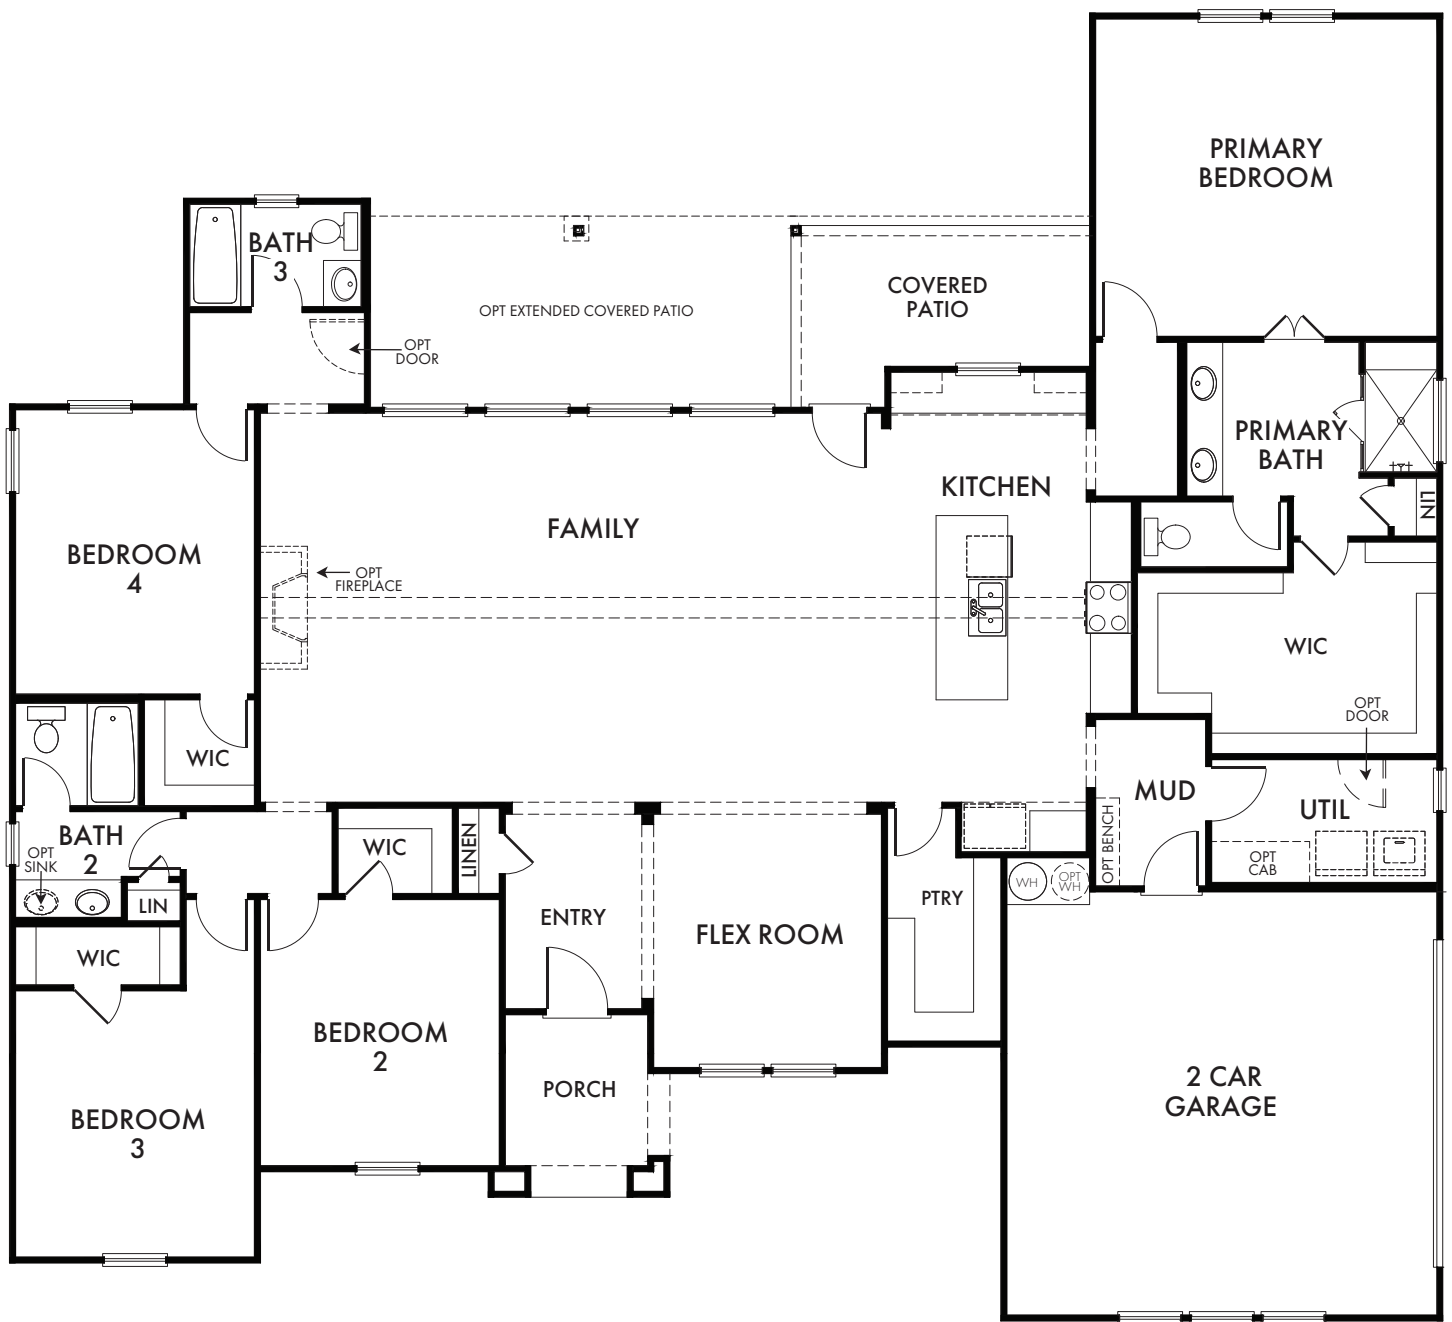 PRIMARY
BEDROOM
BATH
3
OPT
DOOR
OPT EXTENDED COVERED PATIO
COVERED
PATIO
PRIMARY
BATH
LIN
KITCHEN
FAMILY
BEDROOM
4
OPT
FIREPLACE
WIC
OPT
DOOR
WIC
MUD
UTIL
OPT BENCH
OPT
CAB
BATH
2
OPT
SINK
LIN
WIC
LINEN
WH
OPT
WH
PTRY
ENTRY
FLEX ROOM
WIC
BEDROOM
2
PORCH
BEDROOM
3
2 CAR
GARAGE